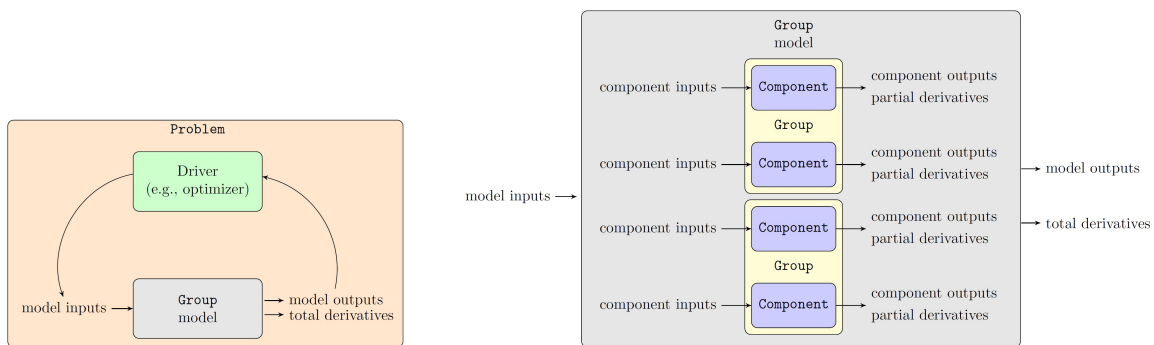 Problem
Driver
(e.g., optimizer)
model inputs
Group
model
model outputs
total derivatives
Group
model
component inputs
Component
component outputs
partial derivatives
Group
component inputs
Component
component outputs
partial derivatives
model inputs
model outputs
component inputs
Component
component outputs
partial derivatives
total derivatives
Group
component inputs
Component
component outputs
partial derivatives